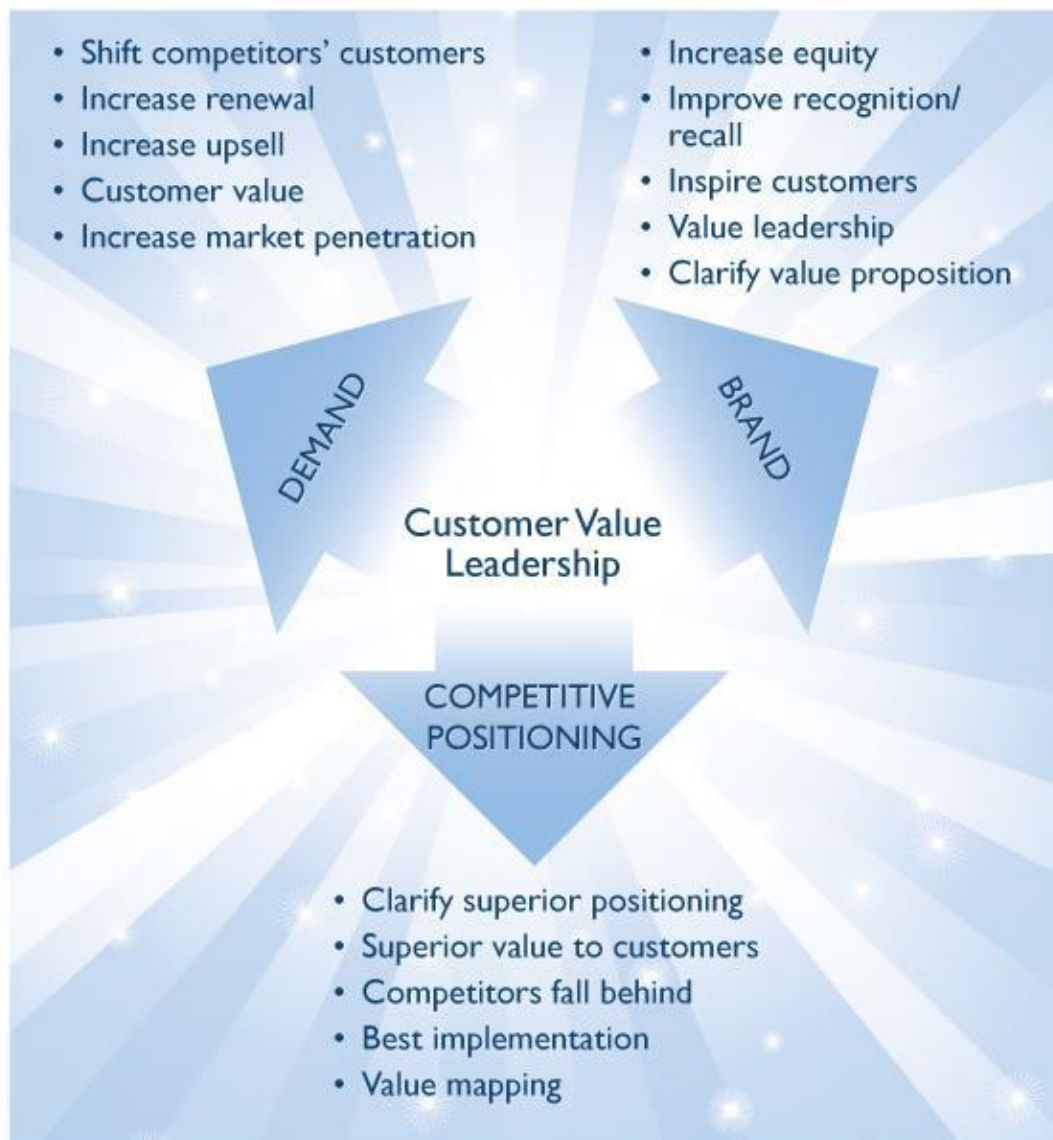 • Shift competitors' customers
• Increase renewal
• Increase upsell
• Customer value
• Increase market penetration
• Increase equity
• Improve recognition/
recall
• Inspire customers
• Value leadership
• Clarify value proposition
DEMAND
BRAND
Customer Value
Leadership
COMPETITIVE
POSITIONING
• Clarify superior positioning
• Superior value to customers
• Competitors fall behind
• Best implementation
• Value mapping